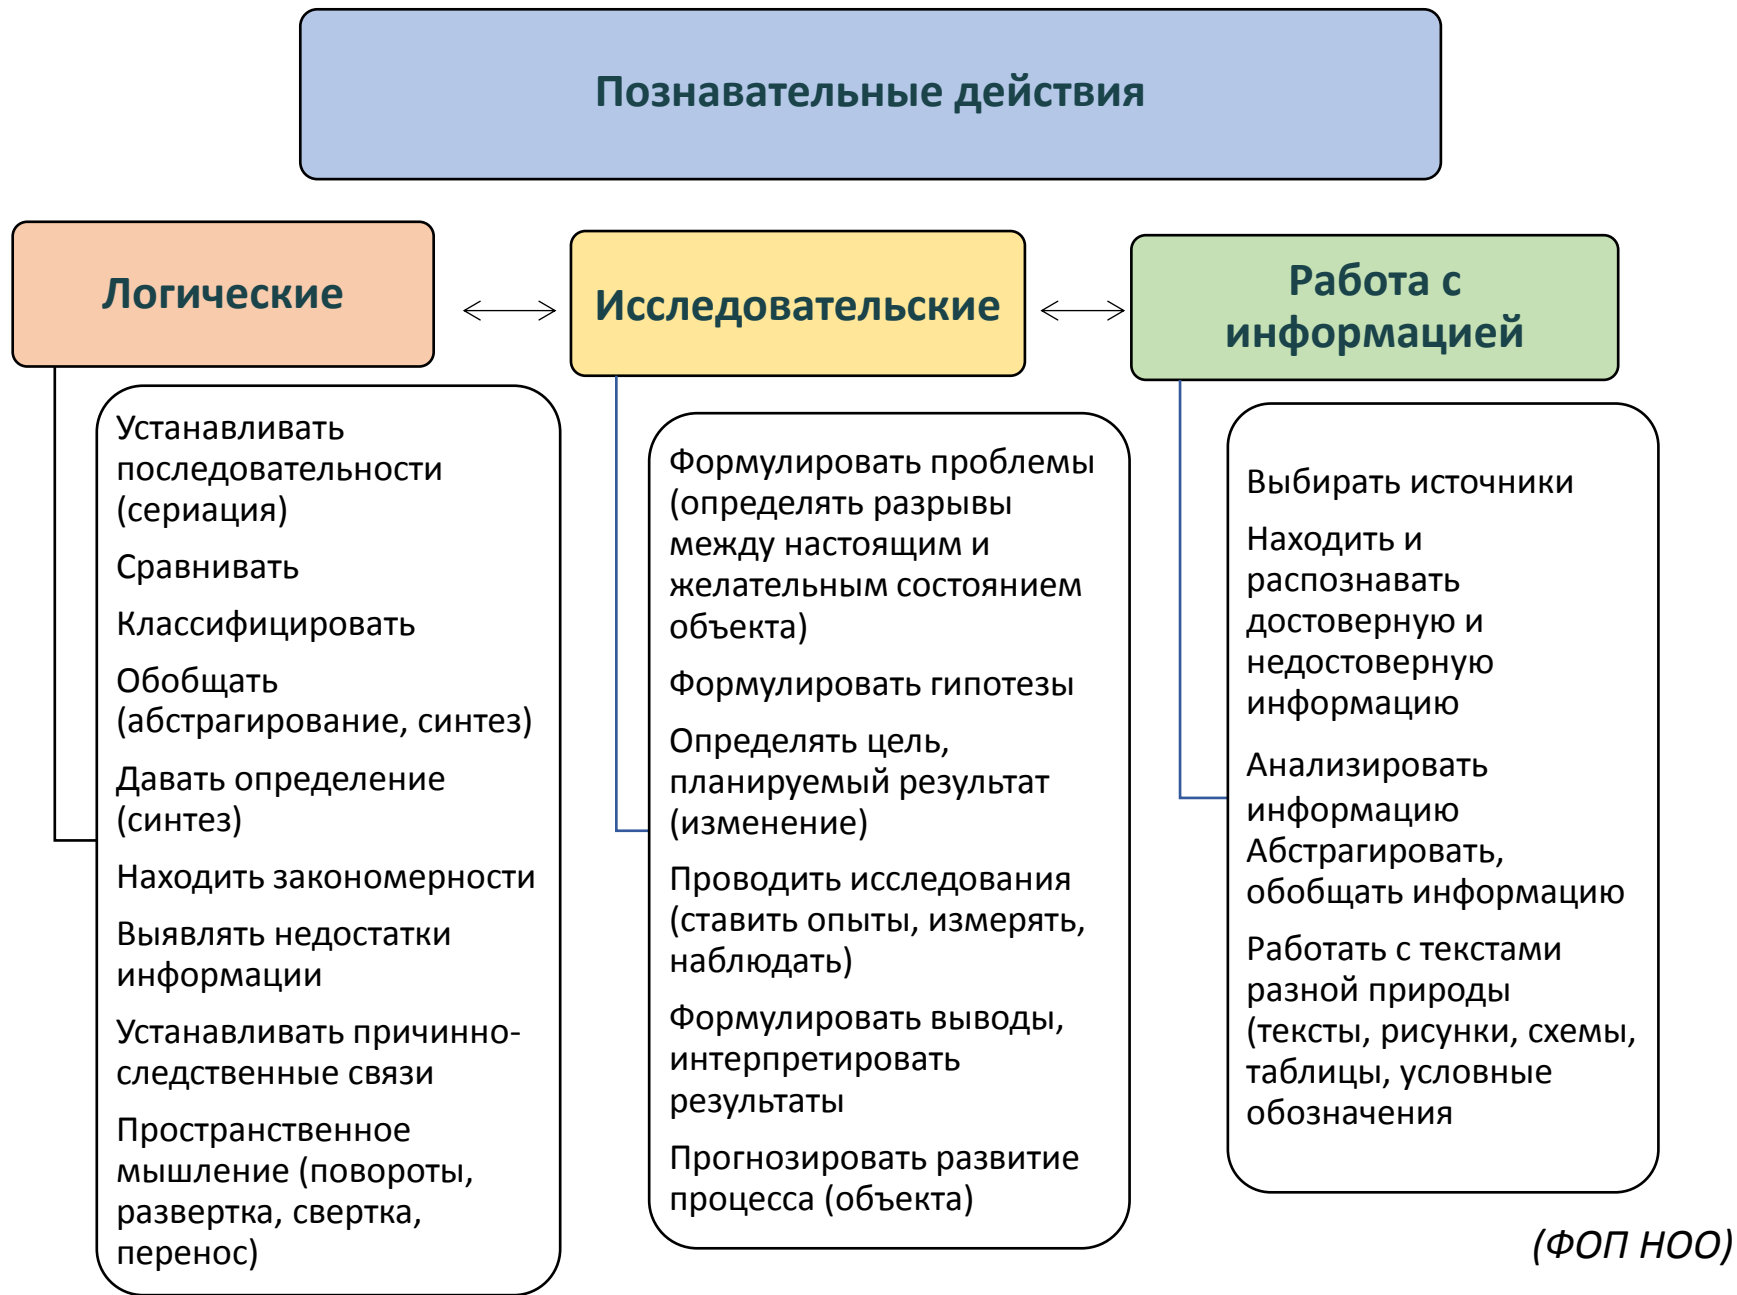 Познавательные действия
Логические
Исследовательские
Работа с
информацией
Устанавливать
последовательности
(сериация)
Сравнивать
Классифицировать
Обобщать
(абстрагирование, синтез)
Давать определение
(синтез)
Находить закономерности
Выявлять недостатки
информации
Устанавливать причинно-
следственные связи
Пространственное
мышление (повороты,
развертка, свертка,
перенос)
Формулировать проблемы
(определять разрывы
между настоящим и
желательным состоянием
объекта)
Формулировать гипотезы
Определять цель,
планируемый результат
(изменение)
Проводить исследования
(ставить опыты, измерять,
наблюдать)
Формулировать выводы,
интерпретировать
результаты
Прогнозировать развитие
процесса (объекта)
Выбирать источники
Находить и
распознавать
достоверную и
недостоверную
информацию
Анализировать
информацию
Абстрагировать,
обобщать информацию
Работать с текстами
разной природы
(тексты, рисунки, схемы,
таблицы, условные
обозначения
(ФОП НОО)